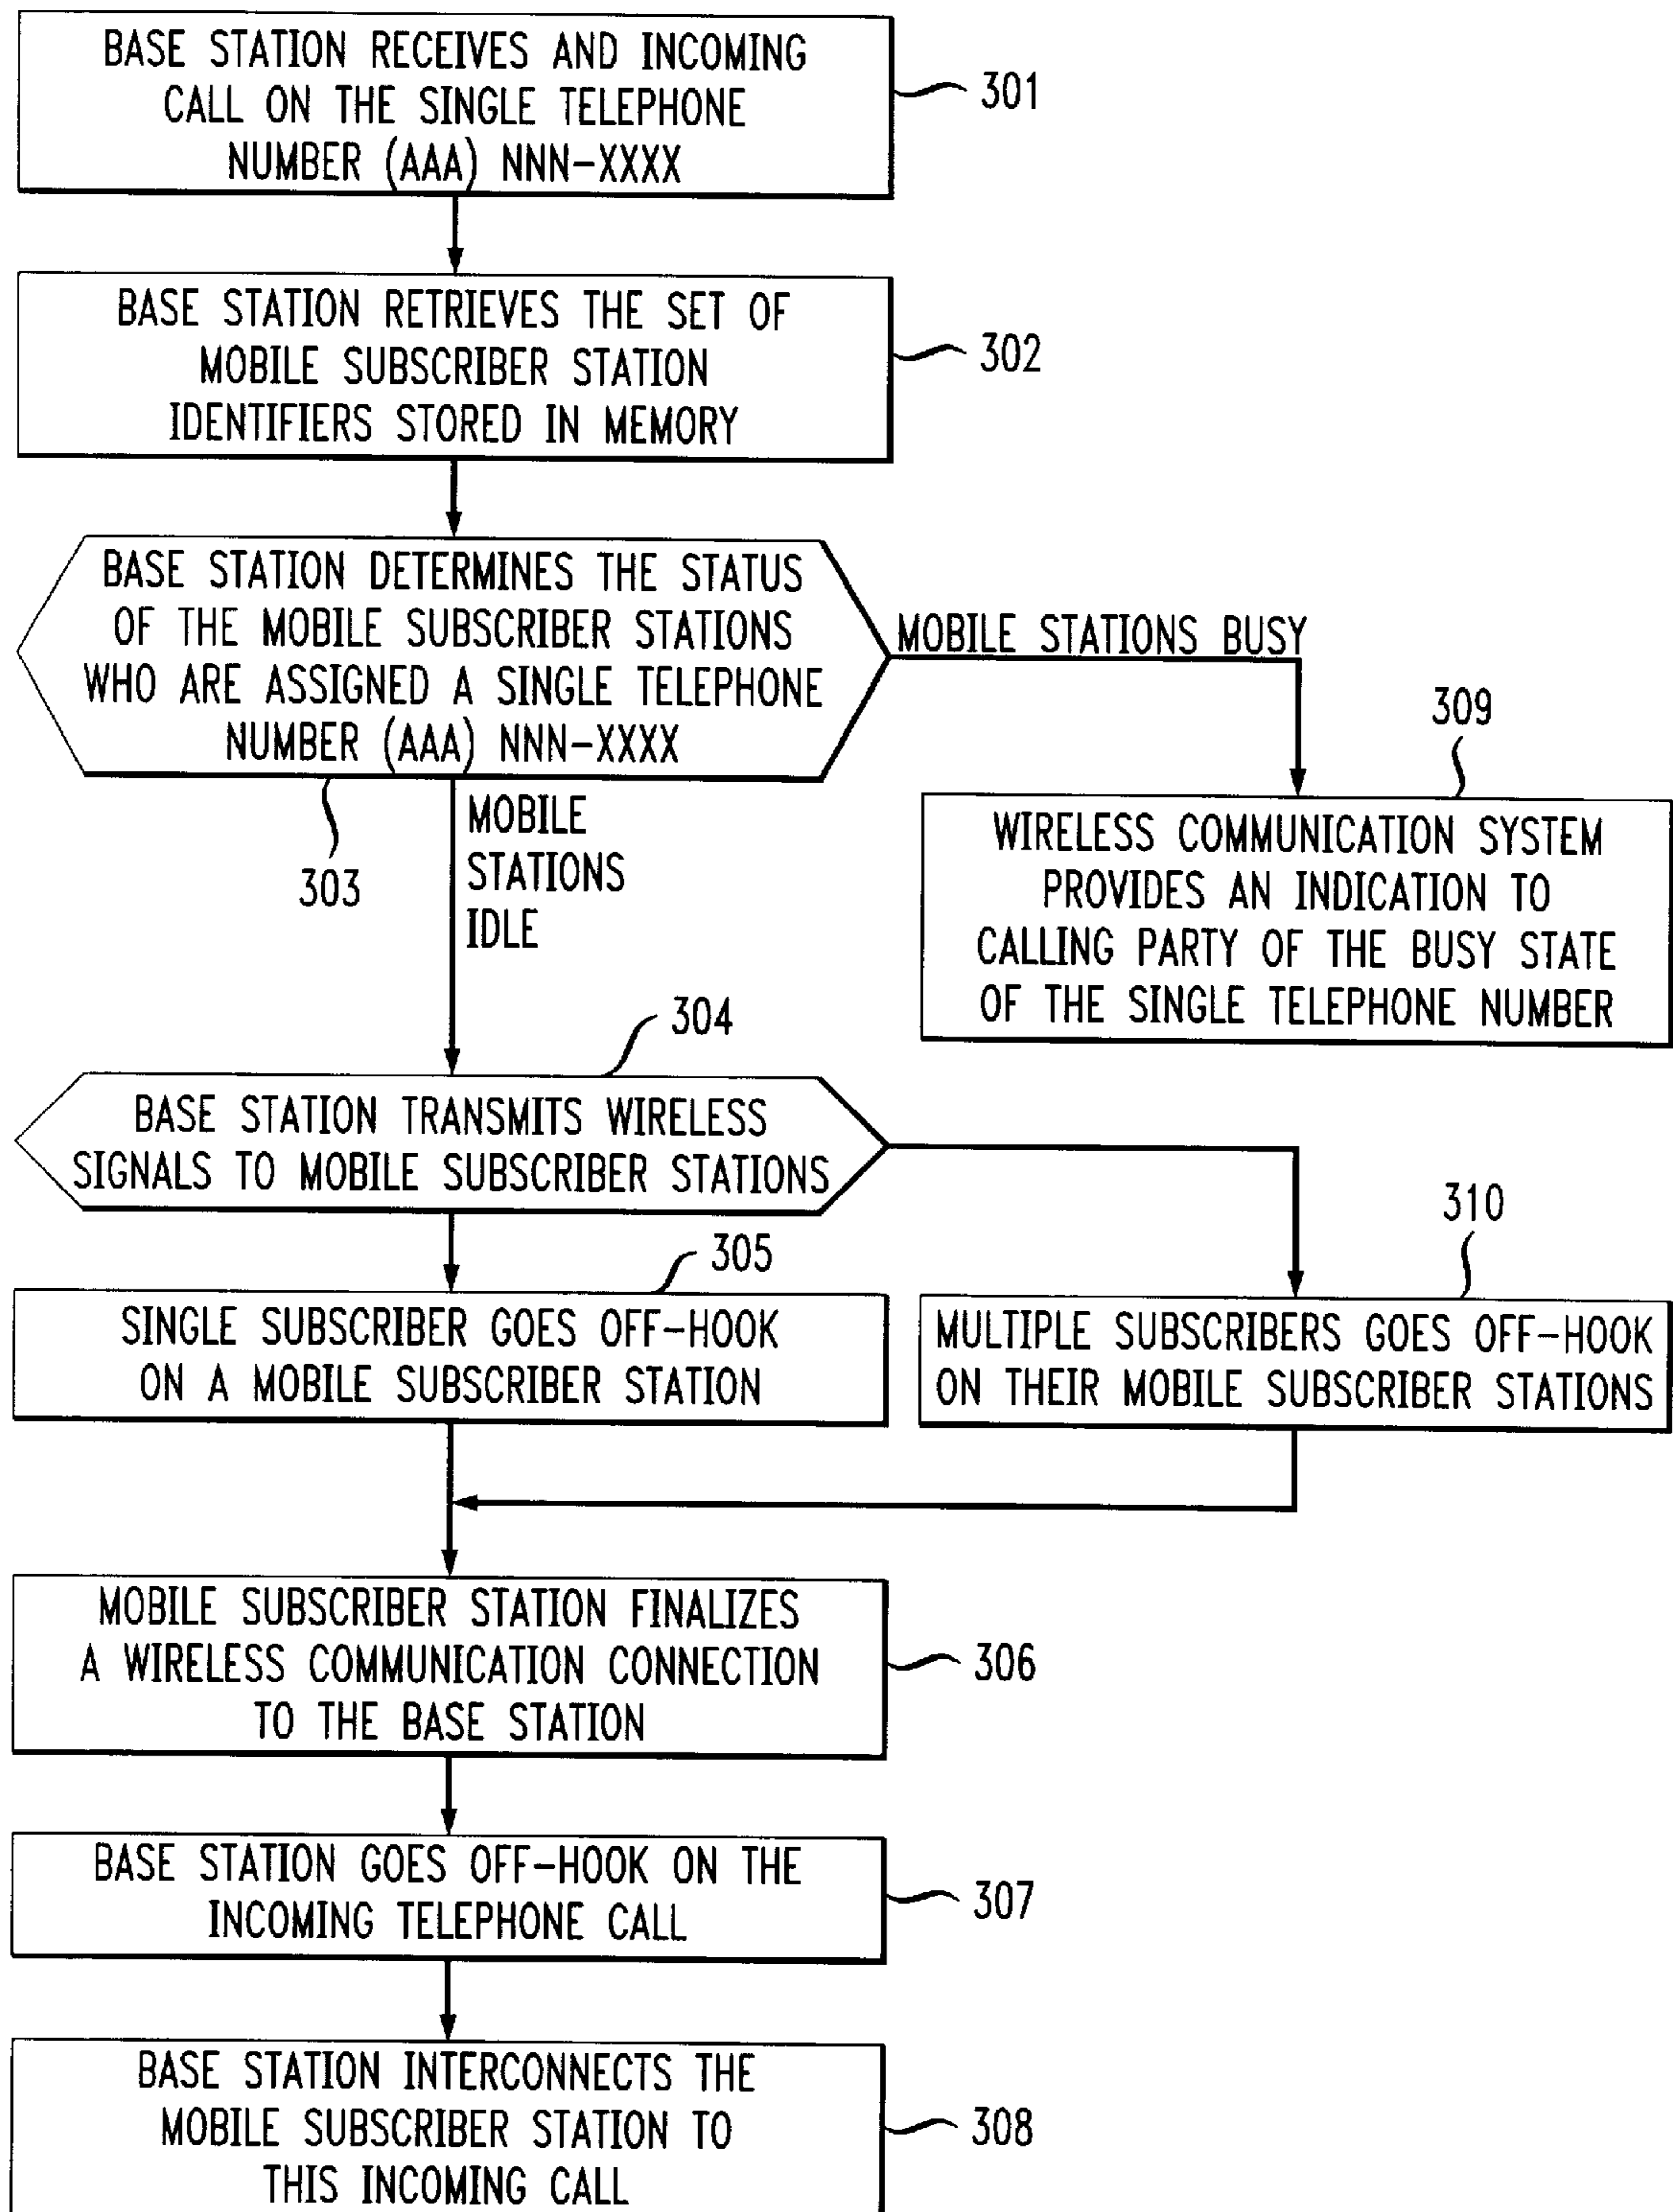 BASE STATION RECEIVES AND INCOMING
CALL ON THE SINGLE TELEPHONE
NUMBER (AAA) NNN-XXXX
301
BASE STATION RETRIEVES THE SET OF
MOBILE SUBSCRIBER STATION
IDENTIFIERS STORED IN MEMORY
302
BASE STATION DETERMINES THE STATUS
OF THE MOBILE SUBSCRIBER STATIONS
WHO ARE ASSIGNED A SINGLE TELEPHONE
NUMBER (AAA) NNN-XXXX
303
MOBILE STATIONS BUSY
309
WIRELESS COMMUNICATION SYSTEM
PROVIDES AN INDICATION TO
CALLING PARTY OF THE BUSY STATE
OF THE SINGLE TELEPHONE NUMBER
MOBILE
STATIONS
IDLE
304
BASE STATION TRANSMITS WIRELESS
SIGNALS TO MOBILE SUBSCRIBER STATIONS
305
SINGLE SUBSCRIBER GOES OFF-HOOK
ON A MOBILE SUBSCRIBER STATION
310
MULTIPLE SUBSCRIBERS GOES OFF-HOOK
ON THEIR MOBILE SUBSCRIBER STATIONS
MOBILE SUBSCRIBER STATION FINALIZES
A WIRELESS COMMUNICATION CONNECTION
TO THE BASE STATION
306
BASE STATION GOES OFF-HOOK ON THE
INCOMING TELEPHONE CALL
307
BASE STATION INTERCONNECTS THE
MOBILE SUBSCRIBER STATION TO
THIS INCOMING CALL
308